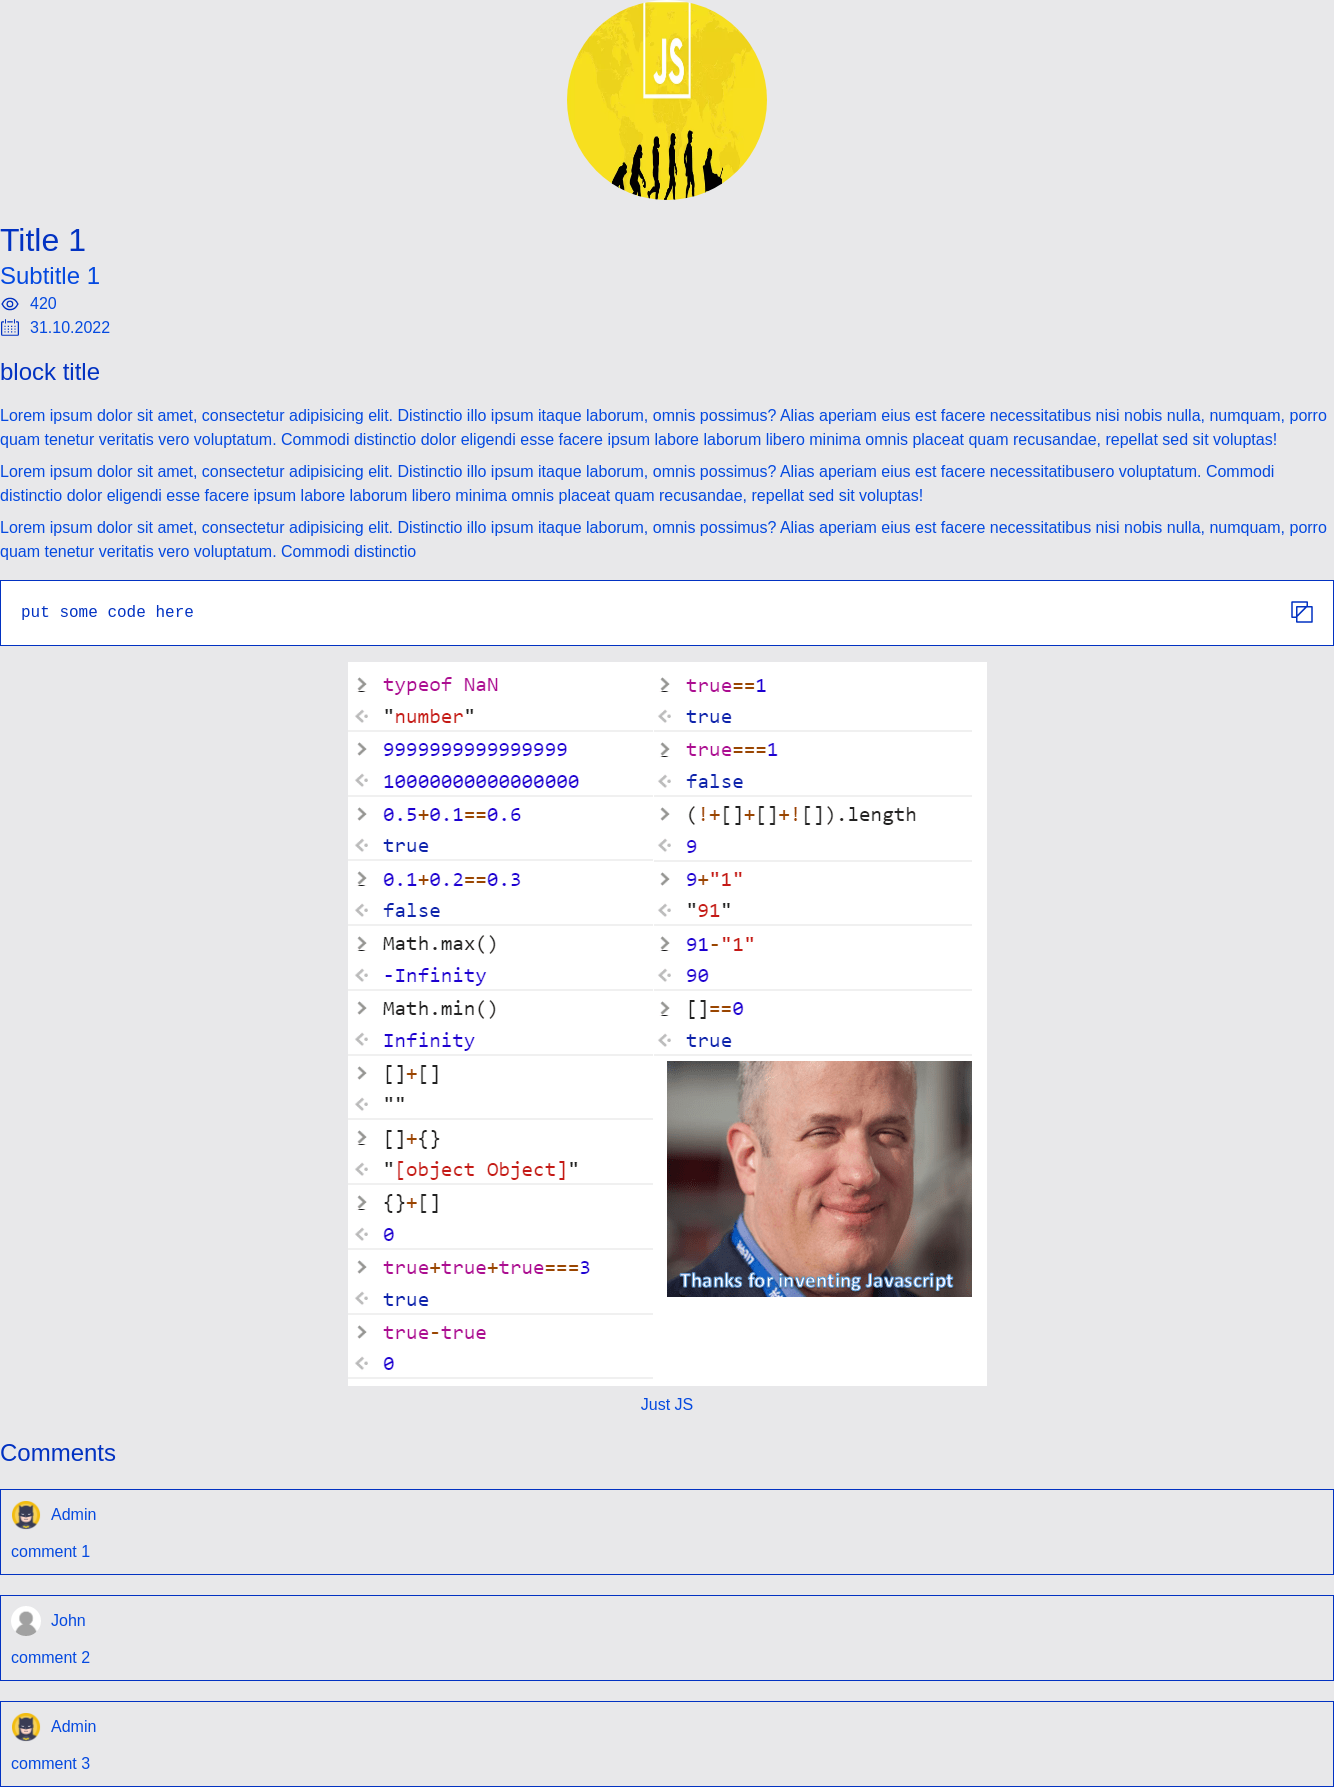 JS
Title 1
Subtitle 1
420
31.10.2022
block title
Lorem ipsum dolor sit amet, consectetur adipisicing elit. Distinctio illo ipsum itaque laborum, omnis possimus? Alias aperiam eius est facere necessitatibus nisi nobis nulla, numquam, porro
quam tenetur veritatis vero voluptatum. Commodi distinctio dolor eligendi esse facere ipsum labore laborum libero minima omnis placeat quam recusandae, repellat sed sit voluptas!
Lorem ipsum dolor sit amet, consectetur adipisicing elit. Distinctio illo ipsum itaque laborum, omnis possimus? Alias aperiam eius est facere necessitatibusero voluptatum. Commodi
distinctio dolor eligendi esse facere ipsum labore laborum libero minima omnis placeat quam recusandae, repellat sed sit voluptas!
Lorem ipsum dolor sit amet, consectetur adipisicing elit. Distinctio illo ipsum itaque laborum, omnis possimus? Alias aperiam eius est facere necessitatibus nisi nobis nulla, numquam, porro
quam tenetur veritatis vero voluptatum. Commodi distinctio
put some code here
typeof NaN
"number"
9999999999999999
10000000000000000
0.5+0.1==0.6
true
0.1+0.2==0.3
false
Math.max()
-Infinity
Math.min()
Infinity
[]+[]
""
[]+{}
"[object Object]"
{}+[]
0
true+true+true===3
true
true-true
0
true==1
true
true===1
false
(!+[]+[]+![]).length
9
9+"1"
"91"
91-"1"
90
[]==0
true
Thanks for inventing Javascript
Just JS
Comments
Admin
comment 1
John
comment 2
Admin
comment 3